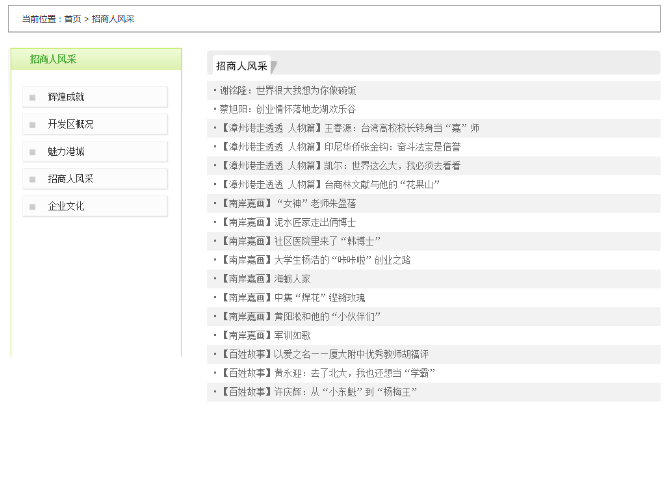 当前位置：首页 > 招商人风采
招商人风采
辉煌成就
开发区概况
魅力港城
招商人风采
企业文化
招商人风采
· 谢铭隆：世界很大我想为你做碗饭
· 蔡旭阳：创业情怀落地龙湖欢乐谷
· 【漳州港走透透 人物篇】王春源：台湾高校校长转身当“嘉”师
· 【漳州港走透透 人物篇】印尼华侨张金钩：奋斗法宝是信誉
· 【漳州港走透透 人物篇】凯尔：世界这么大，我必须去看看
· 【漳州港走透透 人物篇】台商林文献与他的“花果山”
· 【南岸嘉画】“女神”老师朱盈蓓
· 【南岸嘉画】泥水匠家走出俩博士
· 【南岸嘉画】社区医院里来了“韩博士”
· 【南岸嘉画】大学生杨浩的“咔咔啦”创业之路
· 【南岸嘉画】海魁人家
· 【南岸嘉画】中集“焊花”铿锵玫瑰
· 【南岸嘉画】黄阳淞和他的“小伙伴们”
· 【南岸嘉画】军训如歌
· 【百姓故事】以爱之名——厦大附中优秀教师胡福评
· 【百姓故事】黄永迎：去了北大，我也还想当“学霸”
· 【百姓故事】许庆辉：从“小东魁”到“杨梅王”